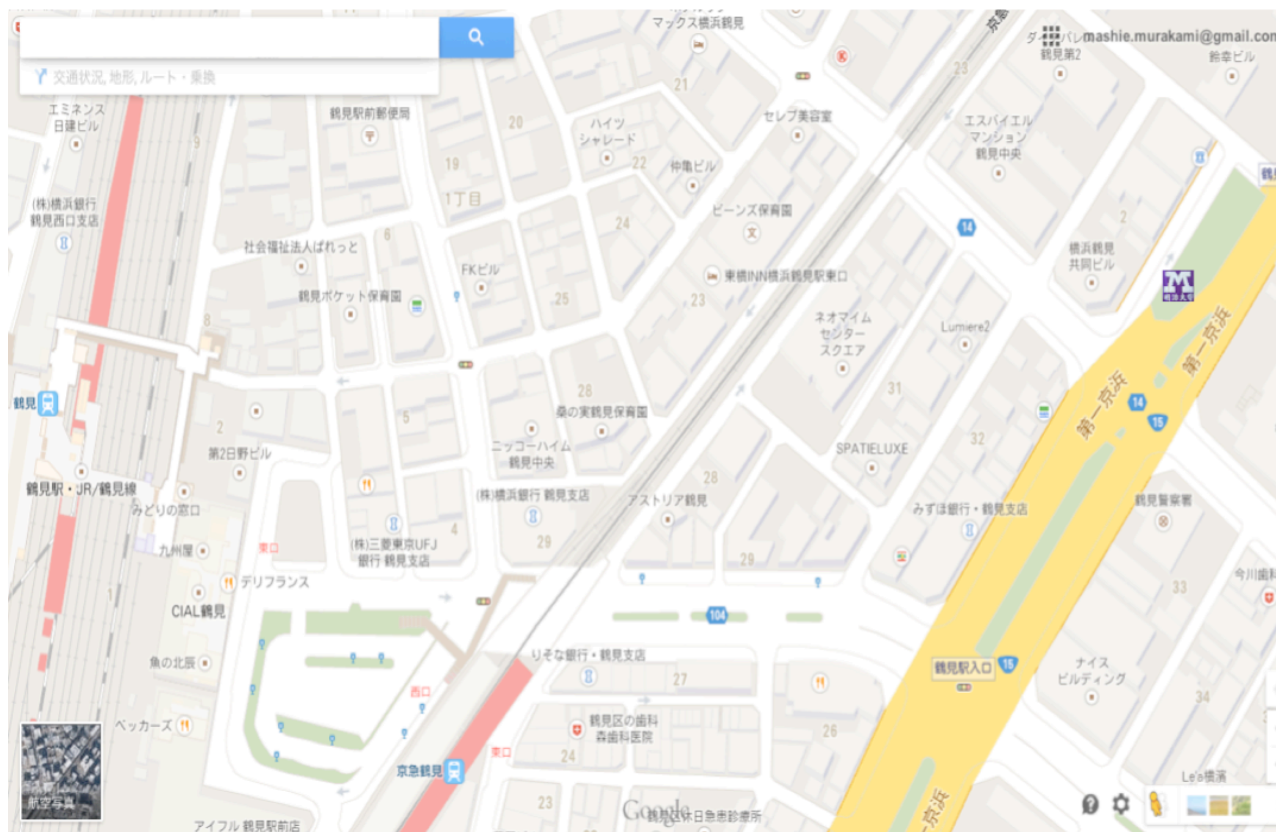 マックス横浜鶴見
mashie.murakami@gmail.com
鶴見第2
鈴幸ビル
交通状況, 地形, ルート・乗換
エミネンス
日建ビル
鶴見駅前郵便局
ハイツ
シャレード
セレブ美容室
エスパイエル
マンション
鶴見中央
23
21
20
19
22
9
1丁目
仲亀ビル
(株)横浜銀行
鶴見西口支店
ビーンズ保育園
24
2
14
6
社会福祉法人ぱれっと
FKビル
東横INN横浜鶴見駅東口
横浜鶴見
共同ビル
鶴見ポケット保育園
25
23
M
明治大学
8
ネオマイム
センター
スクエア
Lumiere2
第一京浜
第一京浜
28
31
14
15
鶴見
桑の実鶴見保育園
2
5
32
第2日野ビル
ニッコーハイム
鶴見中央
SPATIELUXE
鶴見駅・JR/鶴見線
28
みどりの窓口
(株)横浜銀行 鶴見支店
アストリア鶴見
みずほ銀行・鶴見支店
鶴見警察署
4
29
九州屋
東口
(株)三菱東京UFJ
銀行 鶴見支店
29
33
今川歯科
デリフランス
CIAL鶴見
104
魚の北辰
りそな銀行・鶴見支店
27
鶴見駅入口
15
ナイス
ビルディング
西口
34
ベッカーズ
鶴見区の歯科
森歯科医院
26
東口
24
京急鶴見
Le's横濱
航空写真
23
Google
鶴見区休日急患診療所
アイフル 鶴見駅前店